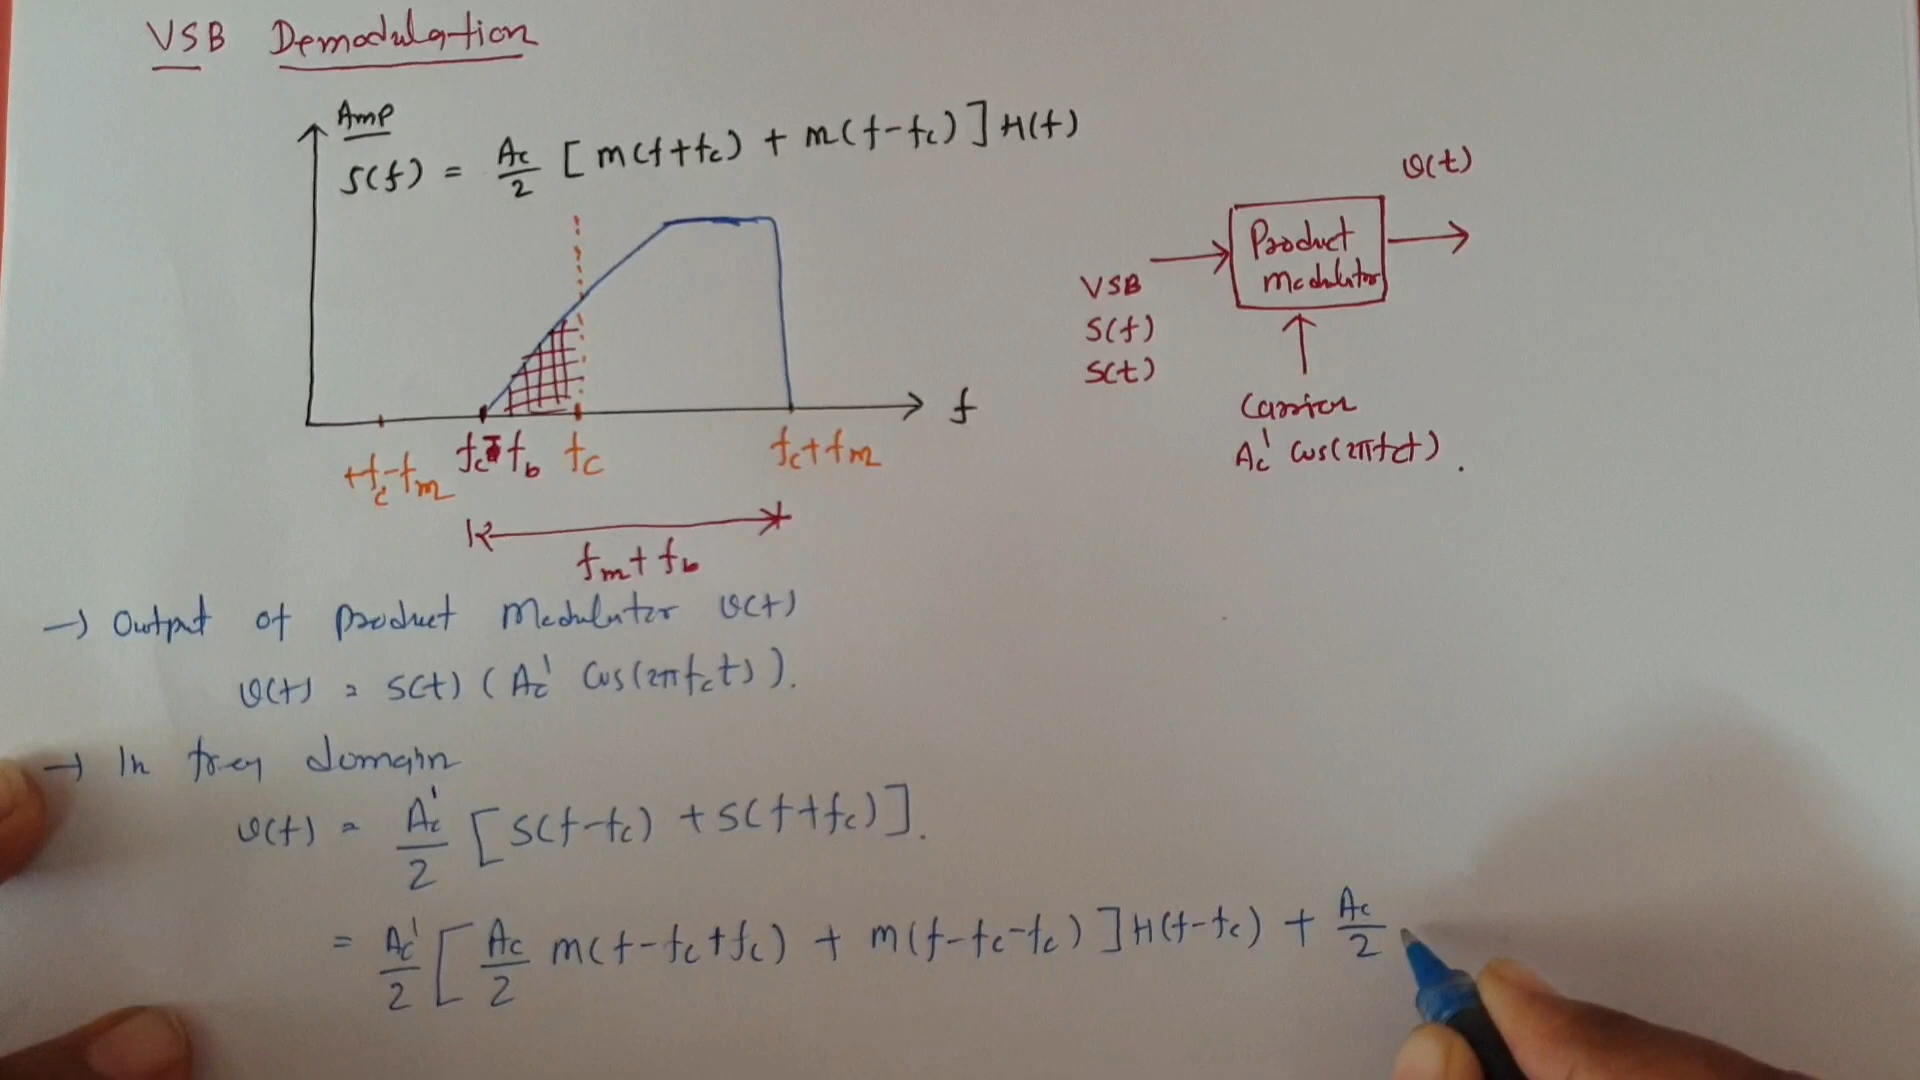 VSB Demodulation
Amp
S(f) = Ac/2 [ m(f+fc) + m(f-fc) ] H(f)
v(t)
Product
Modulator
VSB
S(f)
S(t)
Carrier
Ac' Cos(2πfct).
f
+fc-fm fc-fb fc fc+fm
fm+fb
→ Output of product Modulator v(t)
v(t) = S(t) ( Ac' Cos(2πfct) ).
→ In freq domain
v(f) = Ac'/2 [ S(f-fc) + S(f+fc) ].
= Ac'/2 [ Ac/2 m(f-fc+fc) + m(f-fc-fc) ] H(f-fc) + Ac/2